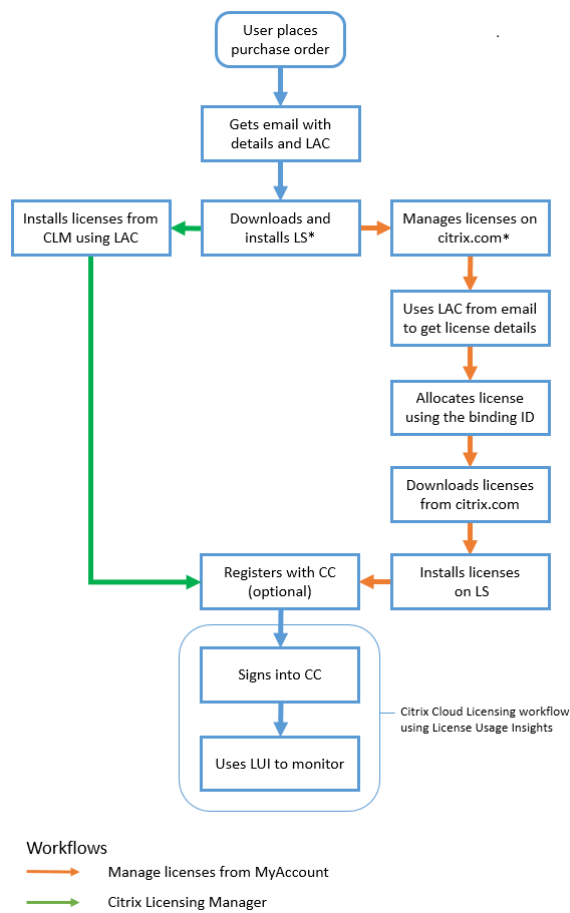 User places
purchase order
Gets email with
details and LAC
Installs licenses from
CLM using LAC
Downloads and
installs LS*
Manages licenses on
citrix.com*
Uses LAC from email
to get license details
Allocates license
using the binding ID
Downloads licenses
from citrix.com
Registers with CC
(optional)
Installs licenses
on LS
Signs into CC
Citrix Cloud Licensing workflow
using License Usage Insights
Uses LUI to monitor
Workflows
Manage licenses from MyAccount
Citrix Licensing Manager